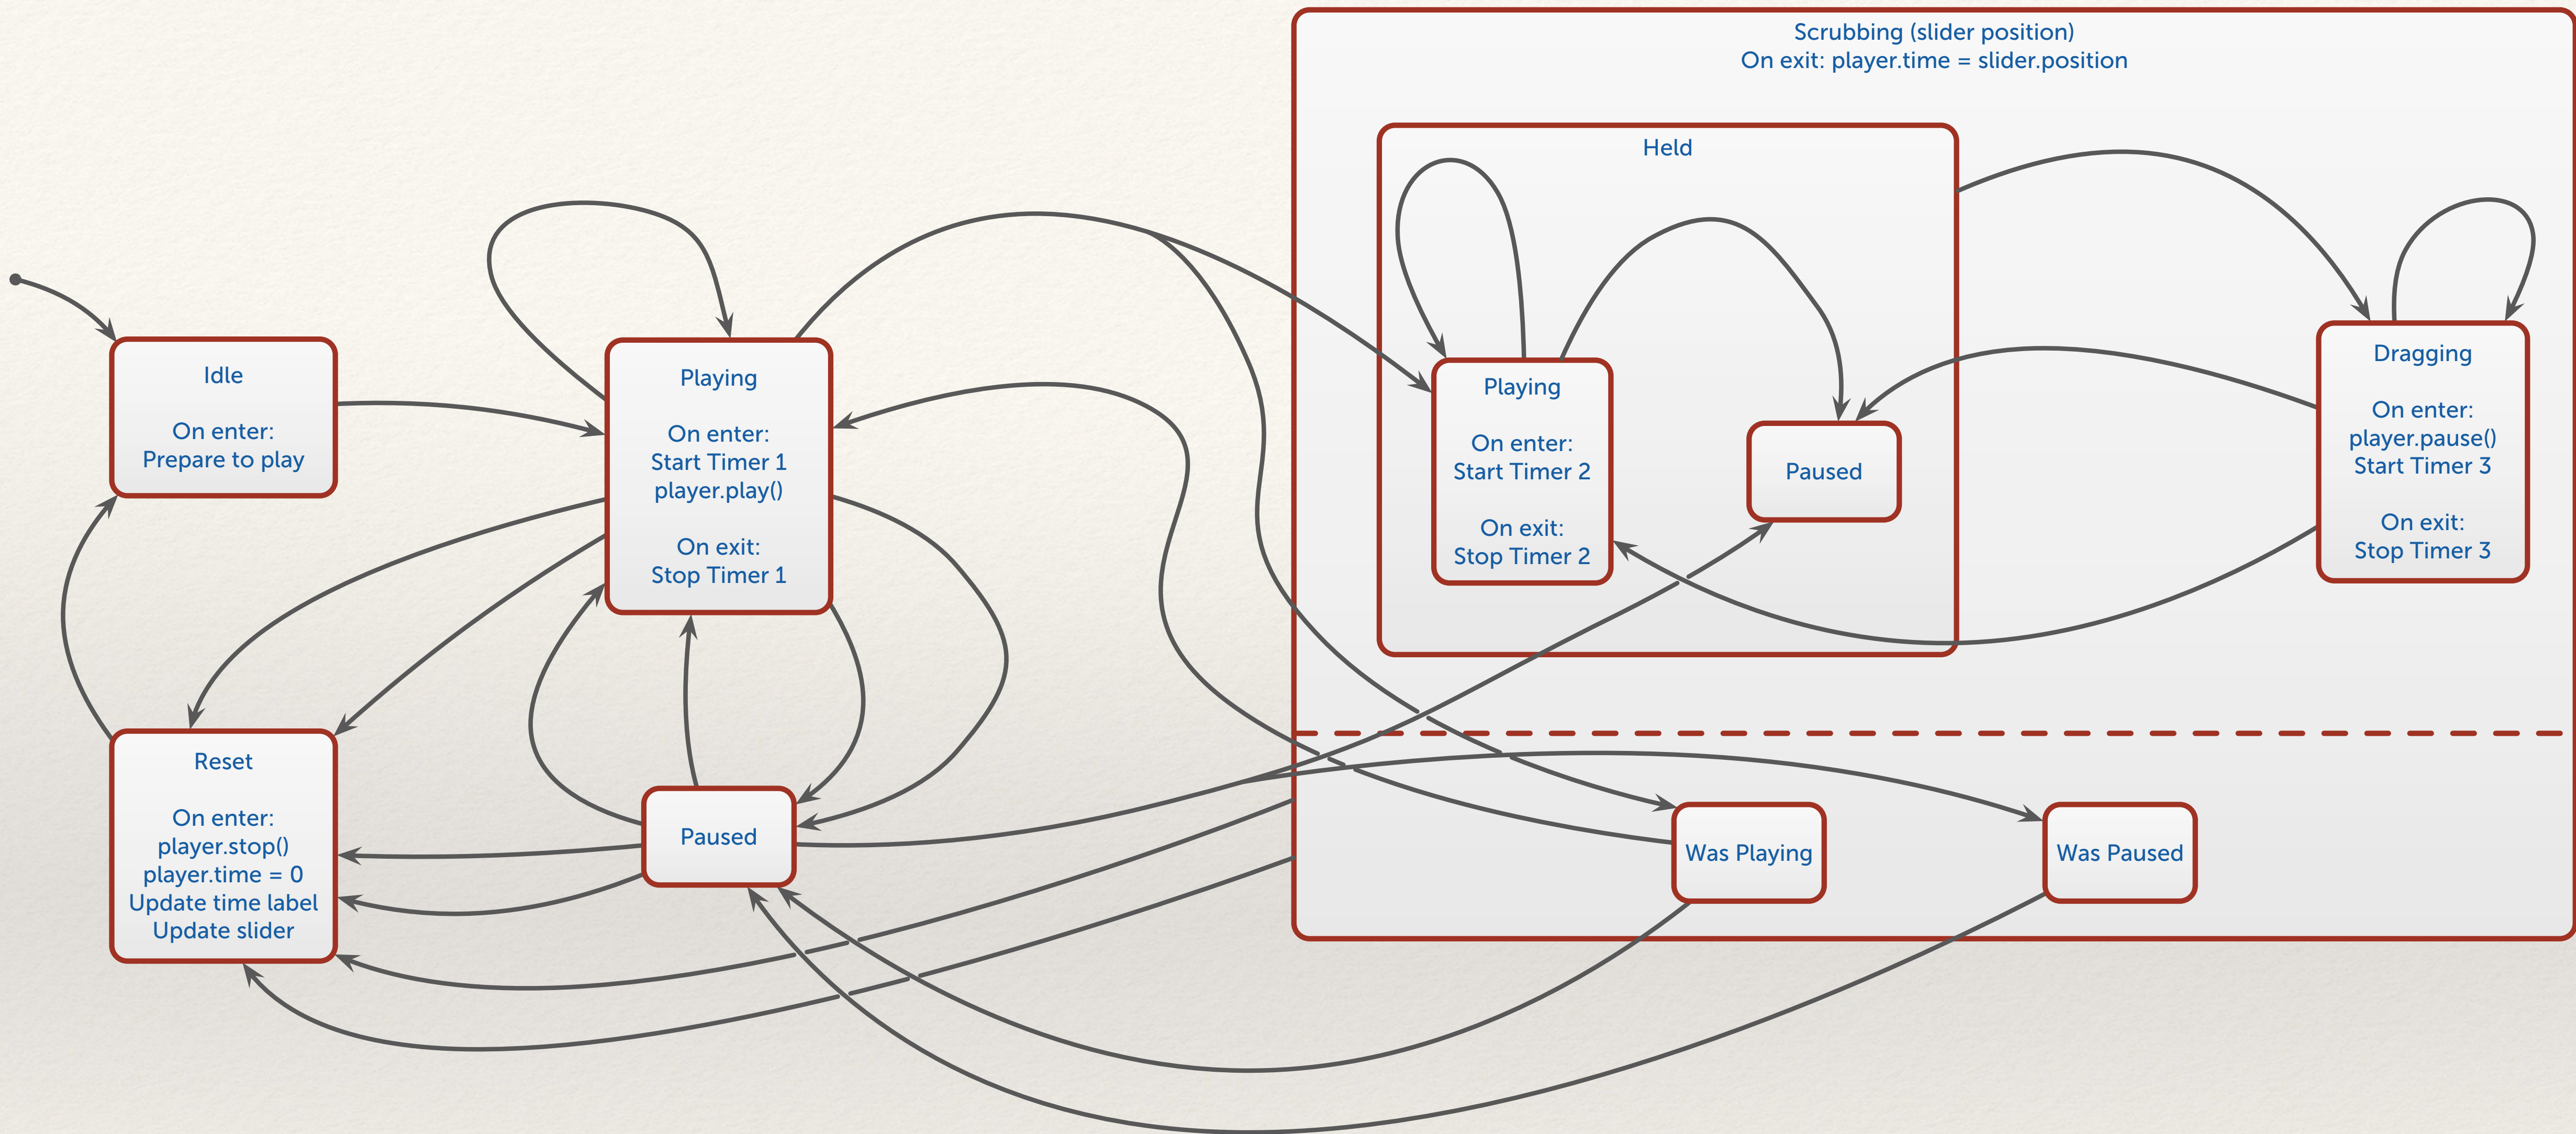 Scrubbing (slider position)
On exit: player.time = slider.position
Held
Idle
On enter:
Prepare to play
Playing
On enter:
Start Timer 1
player.play()
On exit:
Stop Timer 1
Playing
On enter:
Start Timer 2
On exit:
Stop Timer 2
Paused
Dragging
On enter:
player.pause()
Start Timer 3
On exit:
Stop Timer 3
Reset
On enter:
player.stop()
player.time = 0
Update time label
Update slider
Paused
Was Playing
Was Paused